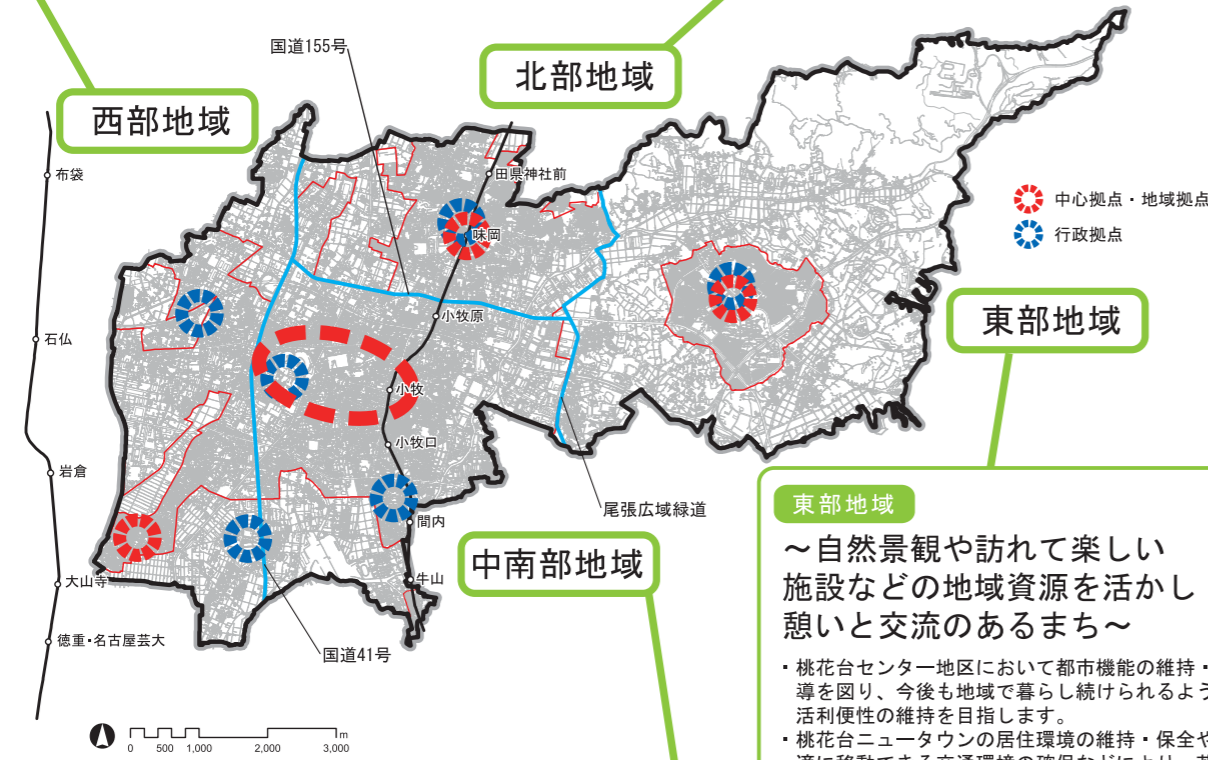 国道155号
北部地域
西部地域
布袋
田県神社前
中心拠点・地域拠点
味岡
行政拠点
東部地域
小牧原
石仏
小牧
小牧口
岩倉
尾張広域緑道
間内
東部地域
中南部地域
～自然景観や訪れて楽しい
施設などの地域資源を活かし
憩いと交流のあるまち～
大山寺
牛山
徳重・名古屋芸大
国道41号
・桃花台センター地区において都市機能の維持・
導を図り、今後も地域で暮らし続けられるよう
活利便性の維持を目指します。
・桃花台ニュータウンの居住環境の維持・保全や
0 500 1,000 2,000 3,000 m